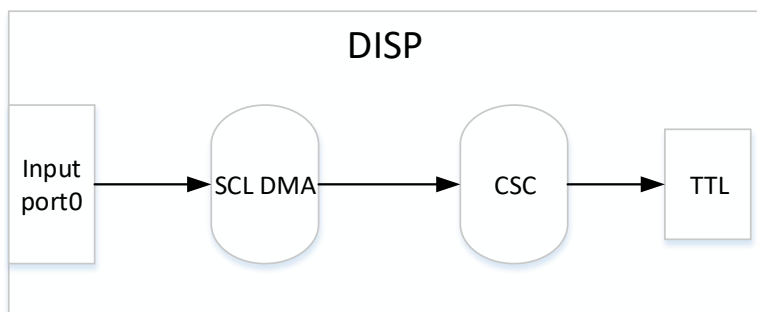 DISP
Input
port0
SCL DMA
CSC
TTL